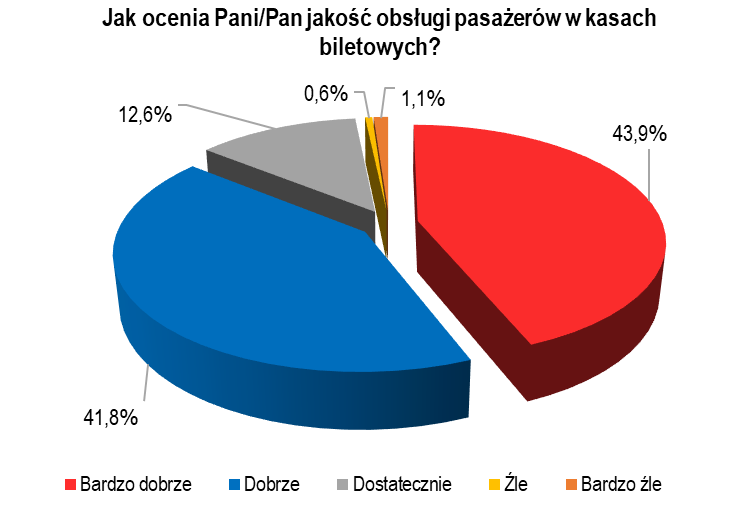 Jak ocenia Pani/Pan jakość obsługi pasażerów w kasach
biletowych?
0,6%
1,1%
12,6%
43,9%
41,8%
Bardzo dobrze
Dobrze
Dostatecznie
Źle
Bardzo źle